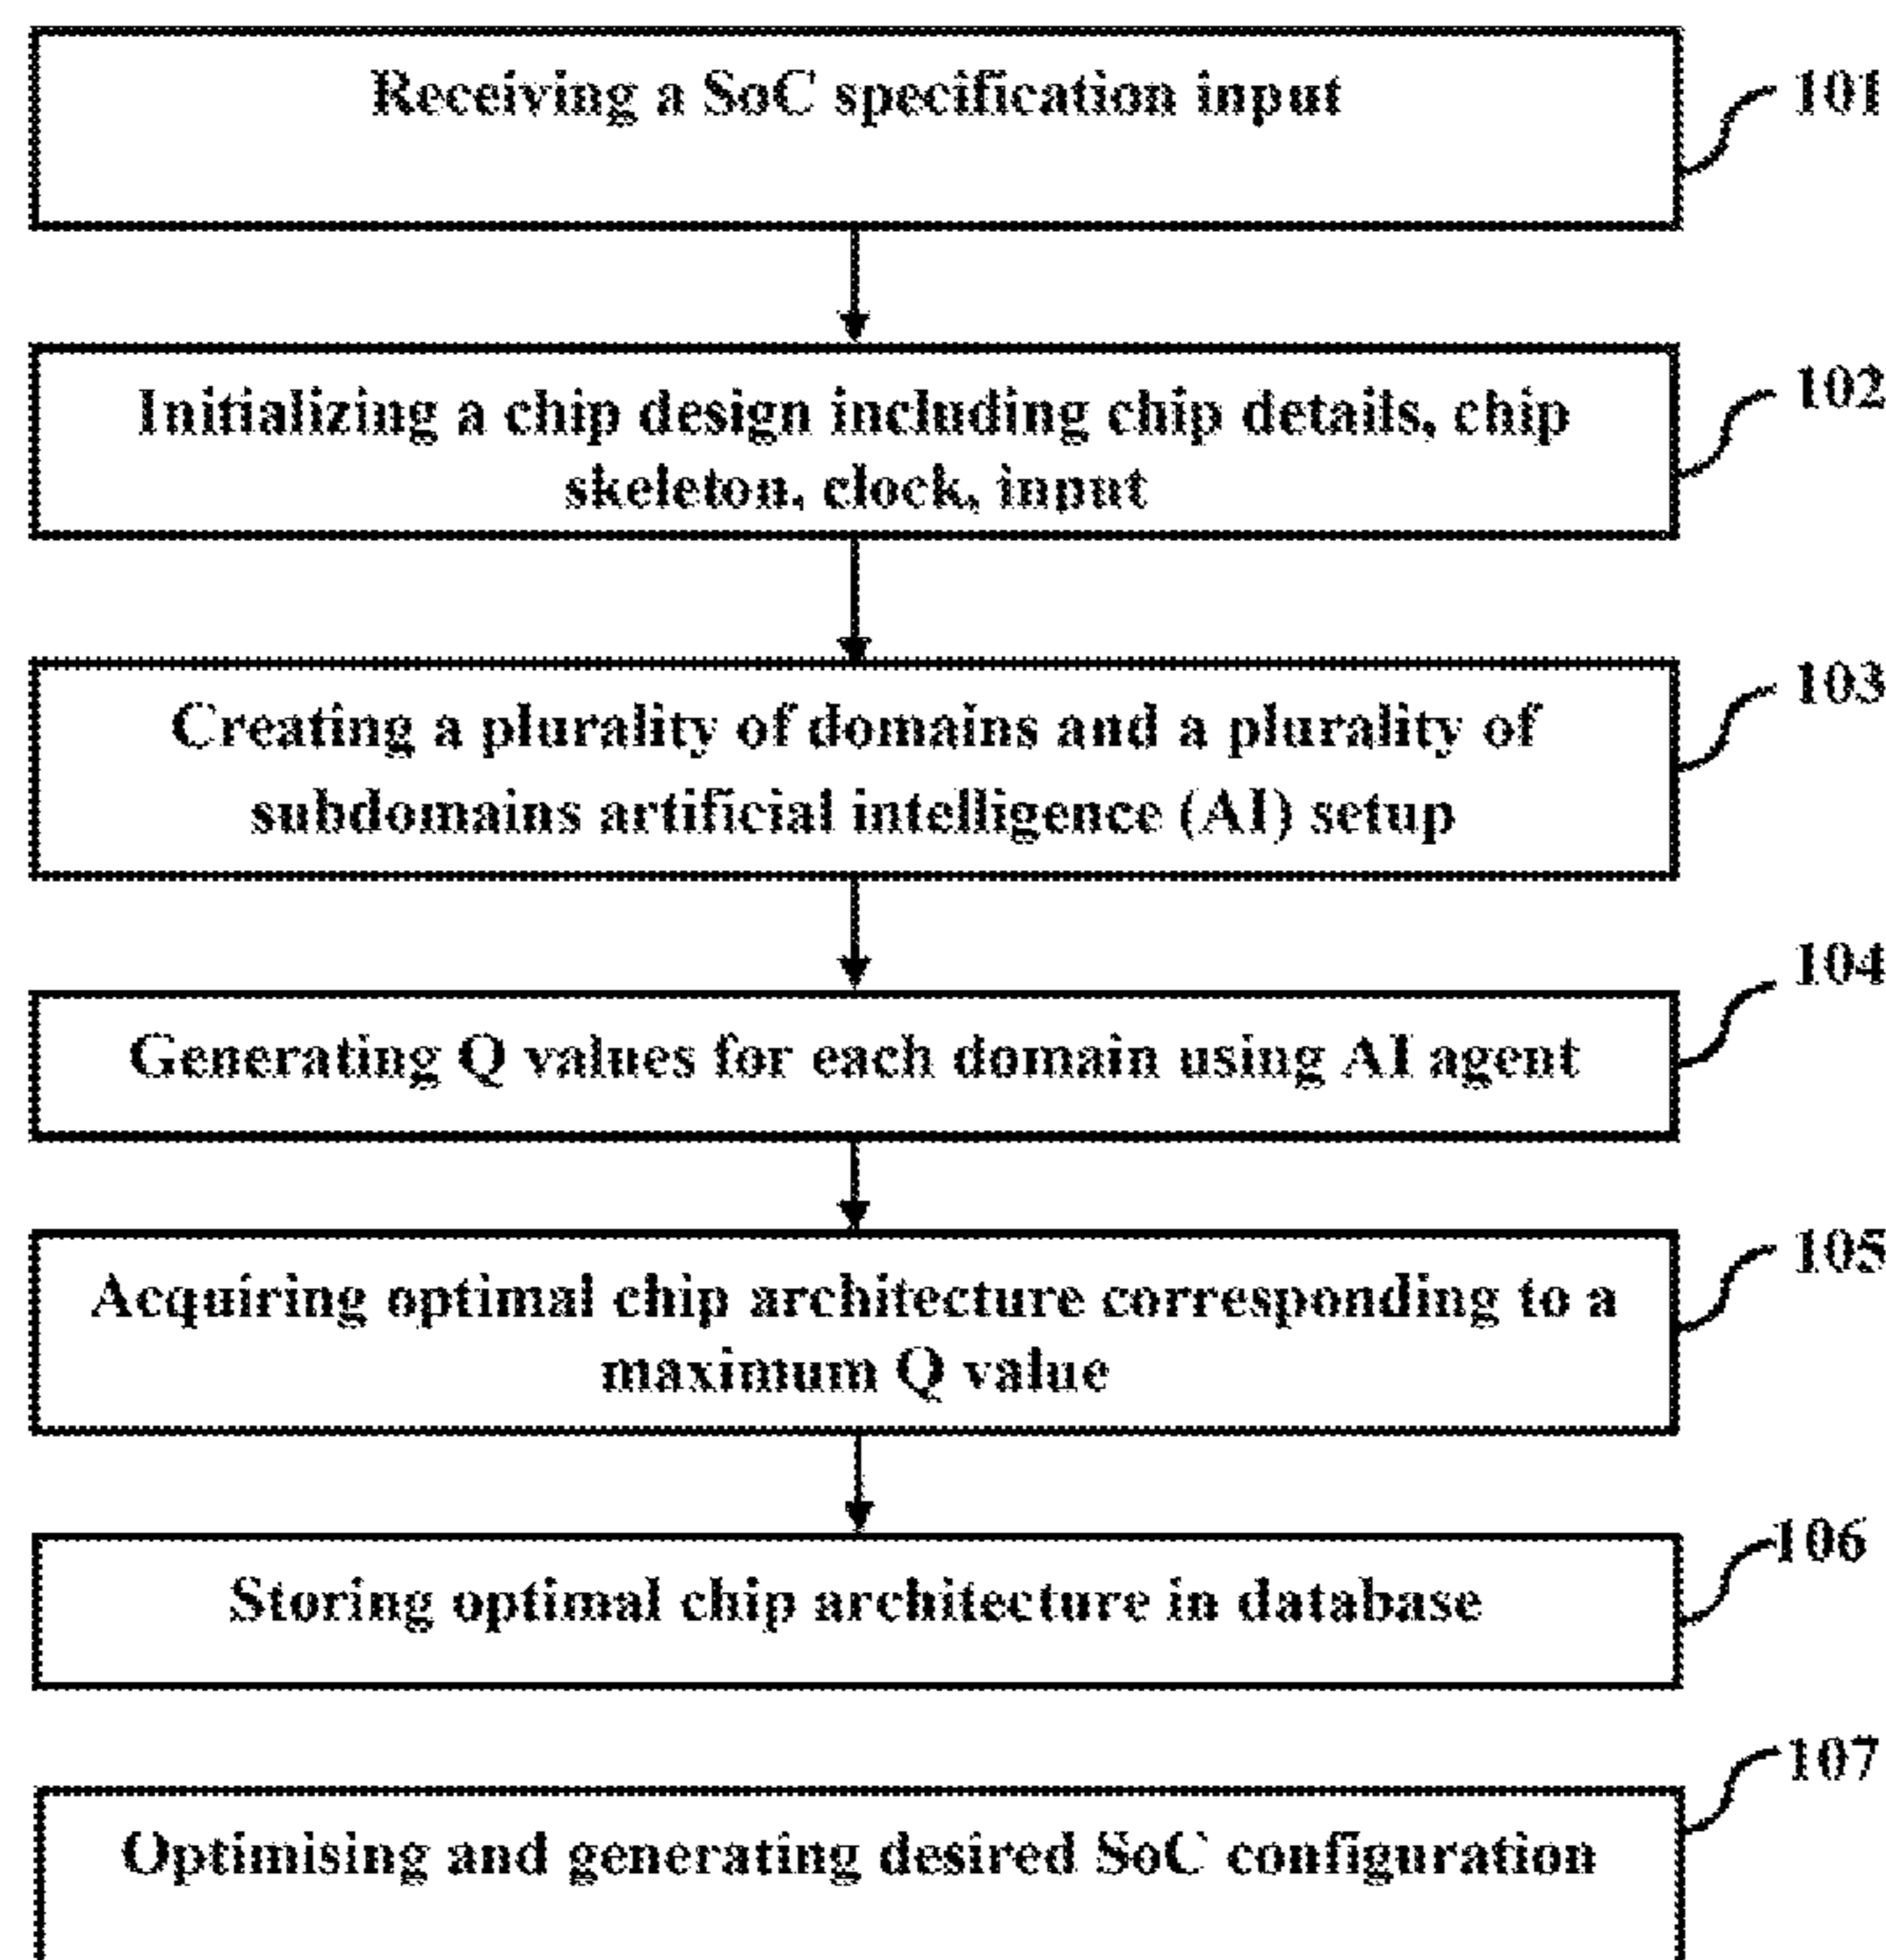 Receiving a SoC specification input
101
Initializing a chip design including chip details, chip
skeleton, clock, input
102
Creating a plurality of domains and a plurality of
subdomains artificial intelligence (AI) setup
103
Generating Q values for each domain using AI agent
104
Acquiring optimal chip architecture corresponding to a
maximum Q value
105
Storing optimal chip architecture in database
106
Optimising and generating desired SoC configuration
107